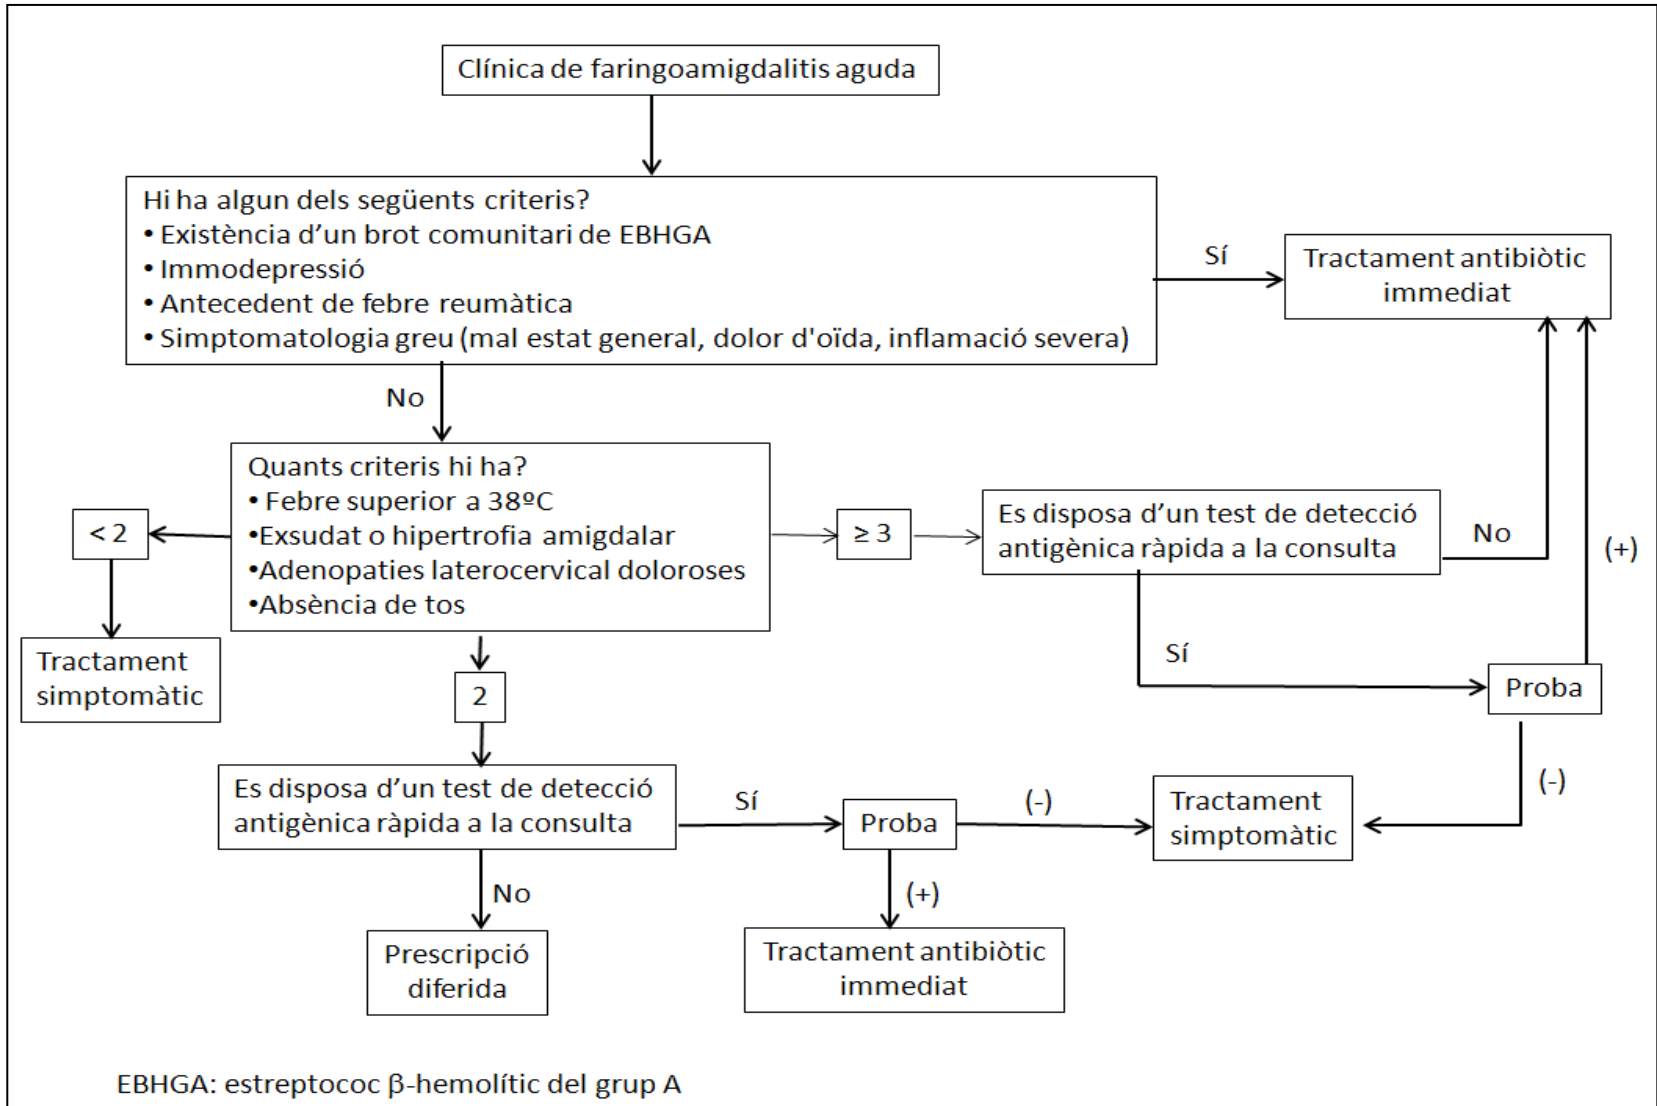 Clínica de faringoamigdalitis aguda
Hi ha algun dels següents criteris?
• Existència d'un brot comunitari de EBHGA
• Immodepressió
• Antecedent de febre reumàtica
• Simptomatologia greu (mal estat general, dolor d'oïda, inflamació severa)
Sí
Tractament antibiòtic
immediat
No
Quants criteris hi ha?
• Febre superior a 38ºC
•Exsudat o hipertrofia amigdalar
•Adenopaties laterocervical doloroses
•Absència de tos
< 2
≥ 3
Es disposa d'un test de detecció
antigènica ràpida a la consulta
No
(+)
Tractament
simptomàtic
Sí
Proba
2
(-)
Es disposa d'un test de detecció
antigènica ràpida a la consulta
Sí
Proba
(-)
Tractament
simptomàtic
No
(+)
Prescripció
diferida
Tractament antibiòtic
immediat
EBHGA: estreptococ β-hemolític del grup A